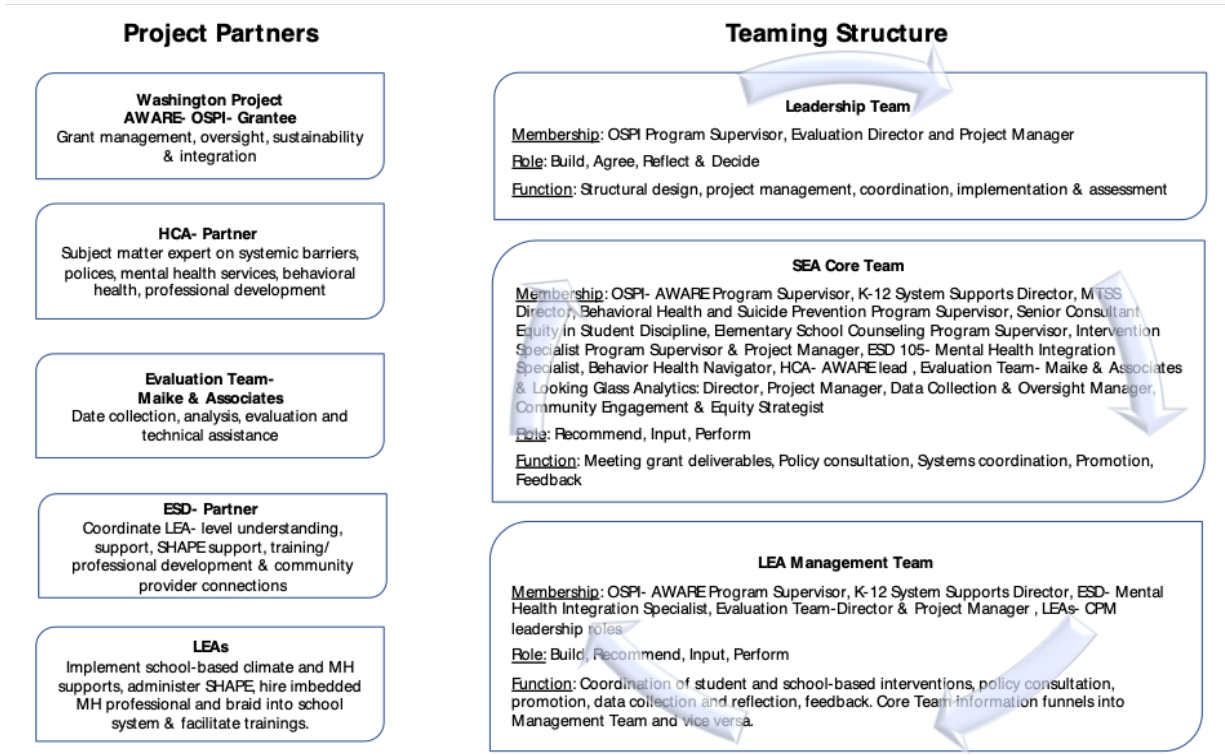 Project Partners
Washington Project
AWARE- OSPI- Grantee
Grant management, oversight, sustainability
& integration
HCA- Partner
Subject matter expert on systemic barriers,
polices, mental health services, behavioral
health, professional development
Evaluation Team-
Maike & Associates
Date collection, analysis, evaluation and
technical assistance
ESD- Partner
Coordinate LEA- level understanding,
support, SHAPE support, training/
professional development & community
provider connections
LEAs
Implement school-based climate and MH
supports, administer SHAPE, hire imbedded
MH professional and braid into school
system & facilitate trainings.
Teaming Structure
Leadership Team
Membership: OSPI Program Supervisor, Evaluation Director and Project Manager
Role: Build, Agree, Reflect & Decide
Function: Structural design, project management, coordination, implementation & assessment
SEA Core Team
Membership: OSPI- AWARE Program Supervisor, K-12 System Supports Director, MTSS
Director, Behavioral Health and Suicide Prevention Program Supervisor, Senior Consultant
Equity in Student Discipline, Elementary School Counseling Program Supervisor, Intervention
Specialist Program Supervisor & Project Manager, ESD 105- Mental Health Integration
Specialist, Behavior Health Navigator, HCA- AWARE lead , Evaluation Team- Maike & Associates
& Looking Glass Analytics: Director, Project Manager, Data Collection & Oversight Manager,
Community Engagement & Equity Strategist
Role: Recommend, Input, Perform
Function: Meeting grant deliverables, Policy consultation, Systems coordination, Promotion,
Feedback
LEA Management Team
Membership: OSPI- AWARE Program Supervisor, K-12 System Supports Director, ESD- Mental
Health Integration Specialist, Evaluation Team-Director & Project Manager , LEAs- CPM
leadership roles
Role: Build, Recommend, Input, Perform
Function: Coordination of student and school-based interventions, policy consultation,
promotion, data collection and reflection, feedback. Core Team information funnels into
Management Team and vice versa.